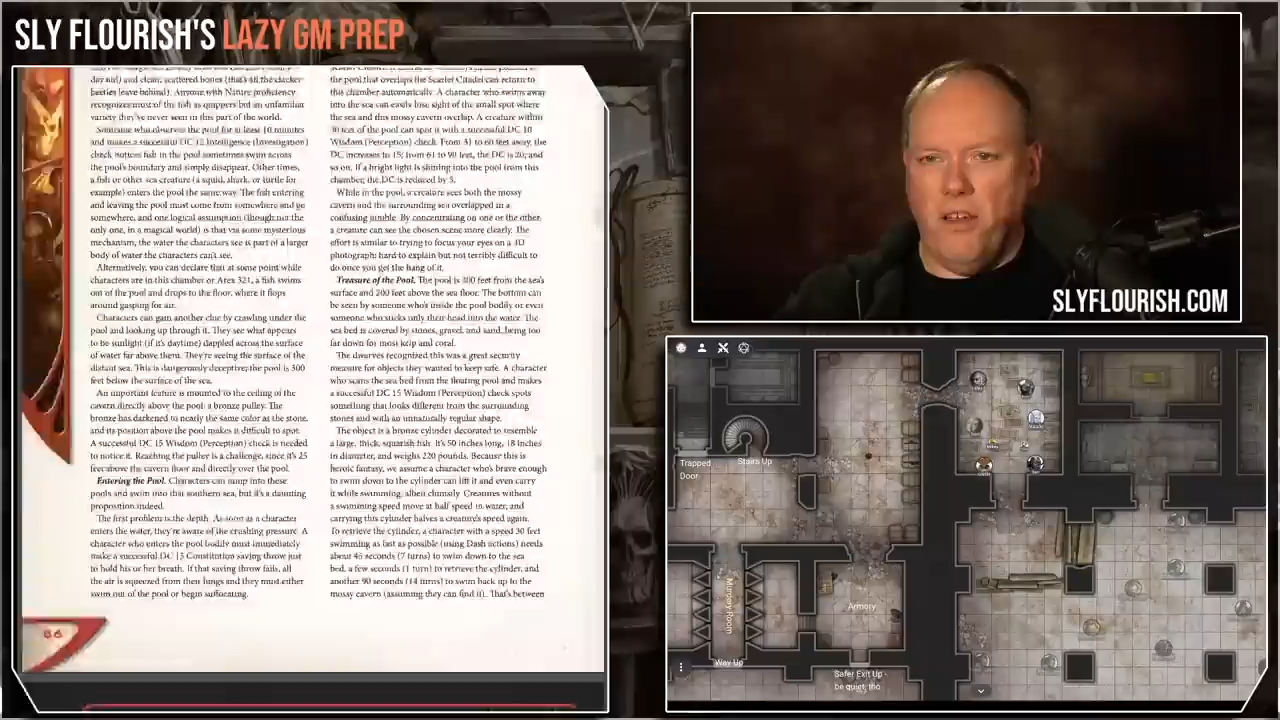 SLY FLOURISH'S LAZY GM PREP
day and) and clean, scattered bones (that's all the clacker
beetles leave behind). Anyone with Nature proficiency
recognizes most of the fish as quippers but an unfamiliar
variety they've never seen in this part of the world.
Someone who observes the pool for at least 10 minutes
and makes a successful DC 12 Intelligence (Investigation)
check notices fish in the pool sometimes swim across
the pool's boundary and simply disappear. Other times,
a fish or other sea creature (a squid, shark, or turtle for
example) enters the pool the same way. The fish entering
and leaving the pool must come from somewhere and go
somewhere, and one logical assumption (though not the
only one, in a magical world) is that via some mysterious
mechanism, the water the characters see is part of a larger
body of water the characters can't see.
Alternatively, you can declare that at some point while
characters are in this chamber or Area 321, a fish swims
out of the pool and drops to the floor, where it flops
around gasping for air.
Characters can gain another clue by crawling under the
pool and looking up through it. They see what appears
to be sunlight (if it's daytime) dappled across the surface
of water far above them. They're seeing the surface of the
distant sea. This is dangerously deceptive; the pool is 300
feet below the surface of the sea.
An important feature is mounted to the ceiling of the
cavern directly above the pool: a bronze pulley. The
bronze has darkened to nearly the same color as the stone,
and its position above the pool makes it difficult to spot.
A successful DC 15 Wisdom (Perception) check is needed
to notice it. Reaching the pulley is a challenge, since it's 25
feet above the cavern floor and directly over the pool.
Entering the Pool. Characters can jump into these
pools and swim into that southern sea, but it's a daunting
proposition indeed.
The first problem is the depth. As soon as a character
enters the water, they're aware of the crushing pressure. A
character who enters the pool bodily must immediately
make a successful DC 15 Constitution saving throw just
to hold his or her breath. If that saving throw fails, all
the air is squeezed from their lungs and they must either
swim out of the pool or begin suffocating.
66
the pool that overlaps the Scarlet Citadel can return to
this chamber automatically. A character who swims away
into the sea can easily lose sight of the small spot where
the sea and this mossy cavern overlap. A creature within
30 feet of the pool can spot it with a successful DC 10
Wisdom (Perception) check. From 31 to 60 feet away, the
DC increases to 15; from 61 to 90 feet, the DC is 20; and
so on. If a bright light is shining into the pool from this
chamber, the DC is reduced by 5.
While in the pool, a creature sees both the mossy
cavern and the surrounding sea overlapped in a
confusing jumble. By concentrating on one or the other,
a creature can see the chosen scene more clearly. The
effort is similar to trying to focus your eyes on a 3D
photograph: hard to explain but not terribly difficult to
do once you get the hang of it.
Treasure of the Pool. The pool is 300 feet from the sea's
surface and 200 feet above the sea floor. The bottom can
be seen by someone who's inside the pool bodily or even
someone who sticks only their head into the water. The
sea bed is covered by stones, gravel, and sand, being too
far down for most kelp and coral.
The dwarves recognized this was a great security
measure for objects they wanted to keep safe. A character
who scans the sea bed from the floating pool and makes
a successful DC 15 Wisdom (Perception) check spots
something that looks different from the surrounding
stones and with an unnaturally regular shape.
The object is a bronze cylinder decorated to resemble
a large, thick, squarish fish. It's 50 inches long, 18 inches
in diameter, and weighs 220 pounds. Because this is
heroic fantasy, we assume a character who's brave enough
to swim down to the cylinder can lift it and even carry
it while swimming, albeit clumsily. Creatures without
a swimming speed move at half speed in water, and
carrying this cylinder halves a creature's speed again.
To retrieve the cylinder, a character with a speed 30 feet
swimming as fast as possible (using Dash actions) needs
about 45 seconds (7 turns) to swim down to the sea
bed, a few seconds (1 turn) to retrieve the cylinder, and
another 90 seconds (14 turns) to swim back up to the
mossy cavern (assuming they can find it). That's between
SLYFLOURISH.COM
Trapped
Door
Stairs Up
Murdery Room
Armory
Way Up
Safer Exit Up -
be quiet, tho